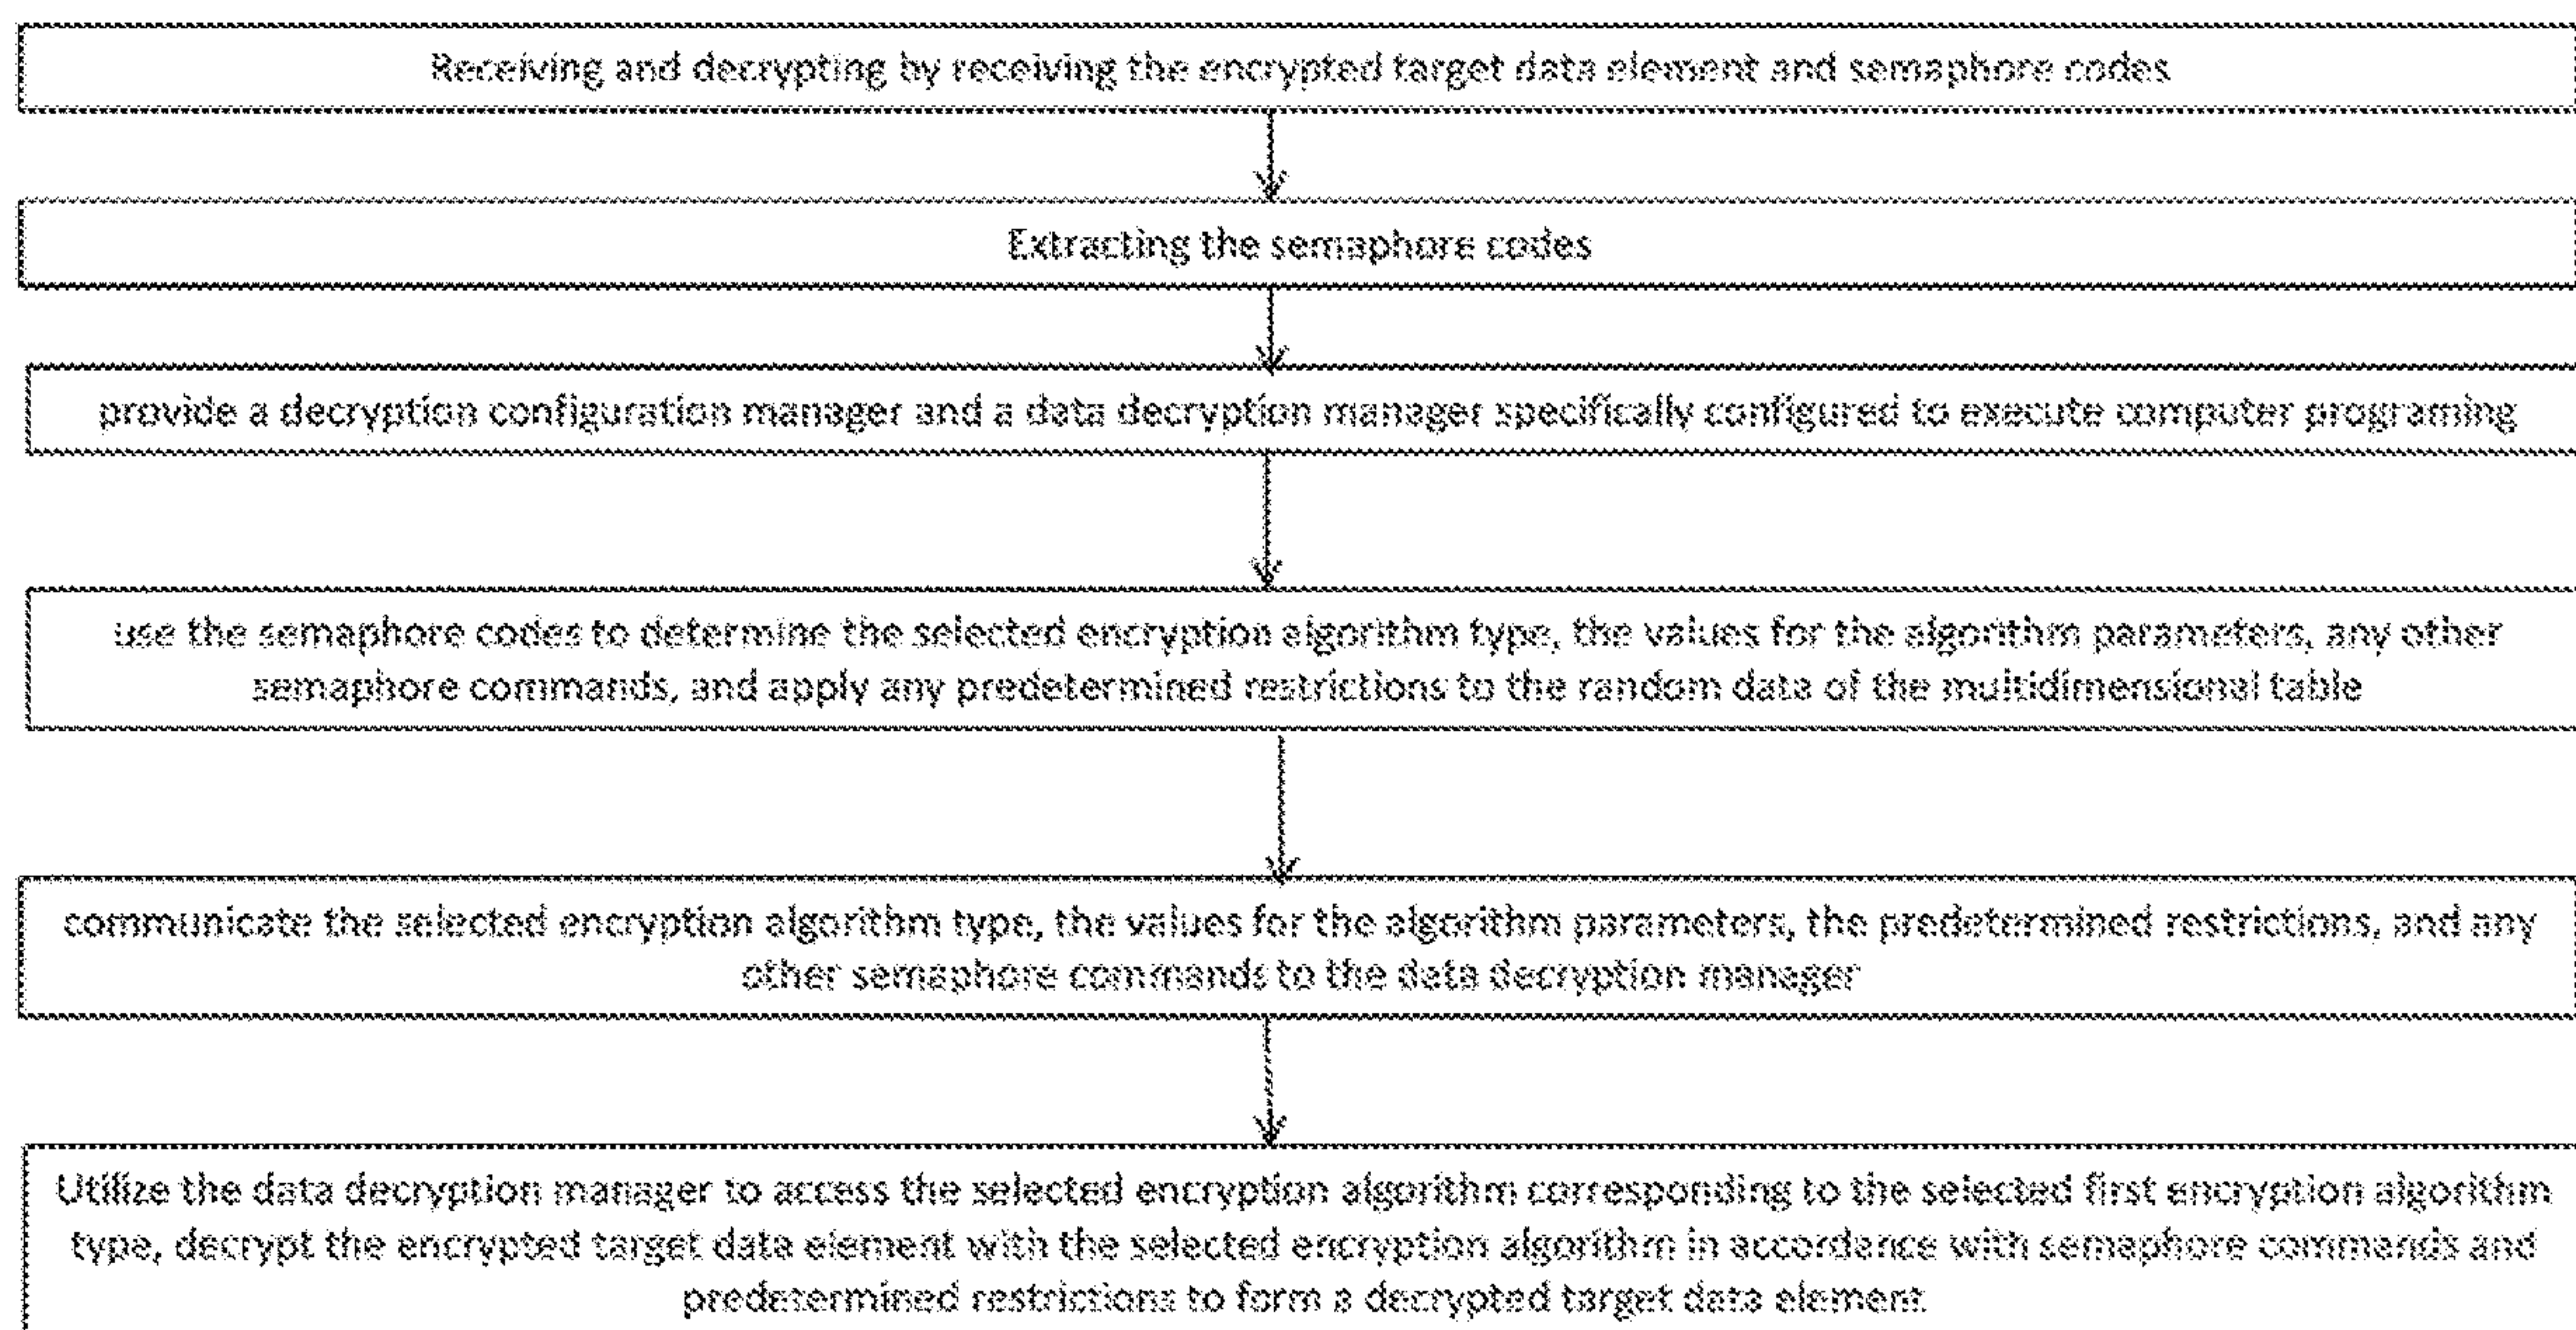 Receiving and decrypting by receiving the encrypted target data element and semaphore codes
Extracting the semaphore codes
provide a decryption configuration manager and a data decryption manager specifically configured to execute computer programing
use the semaphore codes to determine the selected encryption algorithm type, the values for the algorithm parameters, any other
semaphore commands, and apply any predetermined restrictions to the random data of the multidimensional table
communicate the selected encryption algorithm type, the values for the algorithm parameters, the predetermined restrictions, and any
other semaphore commands to the data decryption manager
Utilize the data decryption manager to access the selected encryption algorithm corresponding to the selected first encryption algorithm
type, decrypt the encrypted target data element with the selected encryption algorithm in accordance with semaphore commands and
predetermined restrictions to form a decrypted target data element